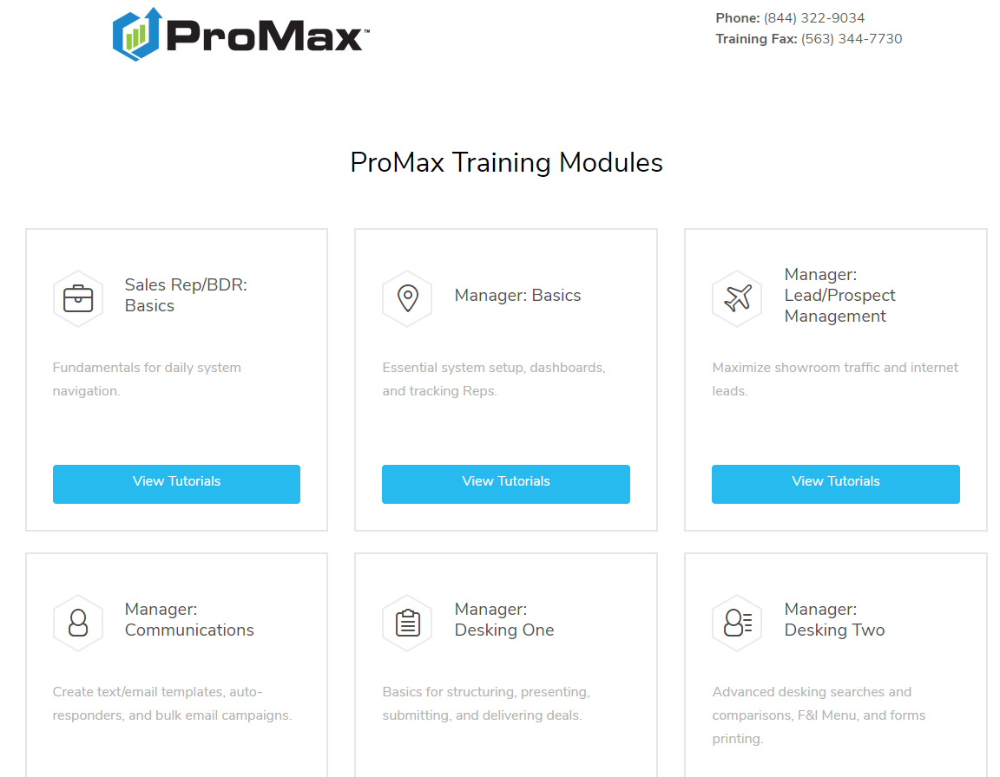 ProMax™
Phone: (844) 322-9034
Training Fax: (563) 344-7730
ProMax Training Modules
Sales Rep/BDR:
Basics
Fundamentals for daily system
navigation.
View Tutorials
Manager: Basics
Essential system setup, dashboards,
and tracking Reps.
View Tutorials
Manager:
Lead/Prospect
Management
Maximize showroom traffic and internet
leads.
View Tutorials
Manager:
Communications
Create text/email templates, auto-
responders, and bulk email campaigns.
Manager:
Desking One
Basics for structuring, presenting,
submitting, and delivering deals.
Manager:
Desking Two
Advanced desking searches and
comparisons, F&I Menu, and forms
printing.